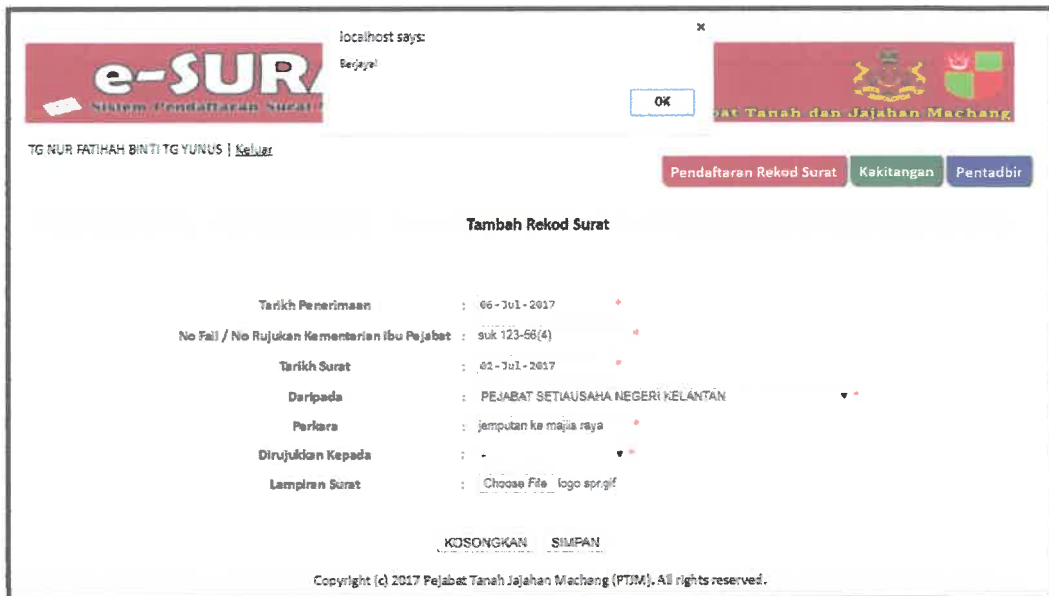 localhost says:
×
Berjaya!
OK
e-SURA
Sistem Pendaftaran Surat
bat Tanah dan Jajahan Machang
TG NUR FATIHAH BINTI TG YUNUS | Keluar
Pendaftaran Rekod Surat Kakitangan Pentadbir
Tambah Rekod Surat
Tarikh Penerimaan : 06-Jul-2017 *
No Fail / No Rujukan Kementerian Ibu Pejabat : suk 123-56(4) *
Tarikh Surat : 02-Jul-2017 *
Daripada : PEJABAT SETIAUSAHA NEGERI KELANTAN ▼ *
Perkara : jemputan ke majlis raya *
Dirujukkan Kepada : - ▼ *
Lampiran Surat : Choose File logo spr.gif
KOSONGKAN SIMPAN
Copyright (c) 2017 Pejabat Tanah Jajahan Machang (PTJM). All rights reserved.